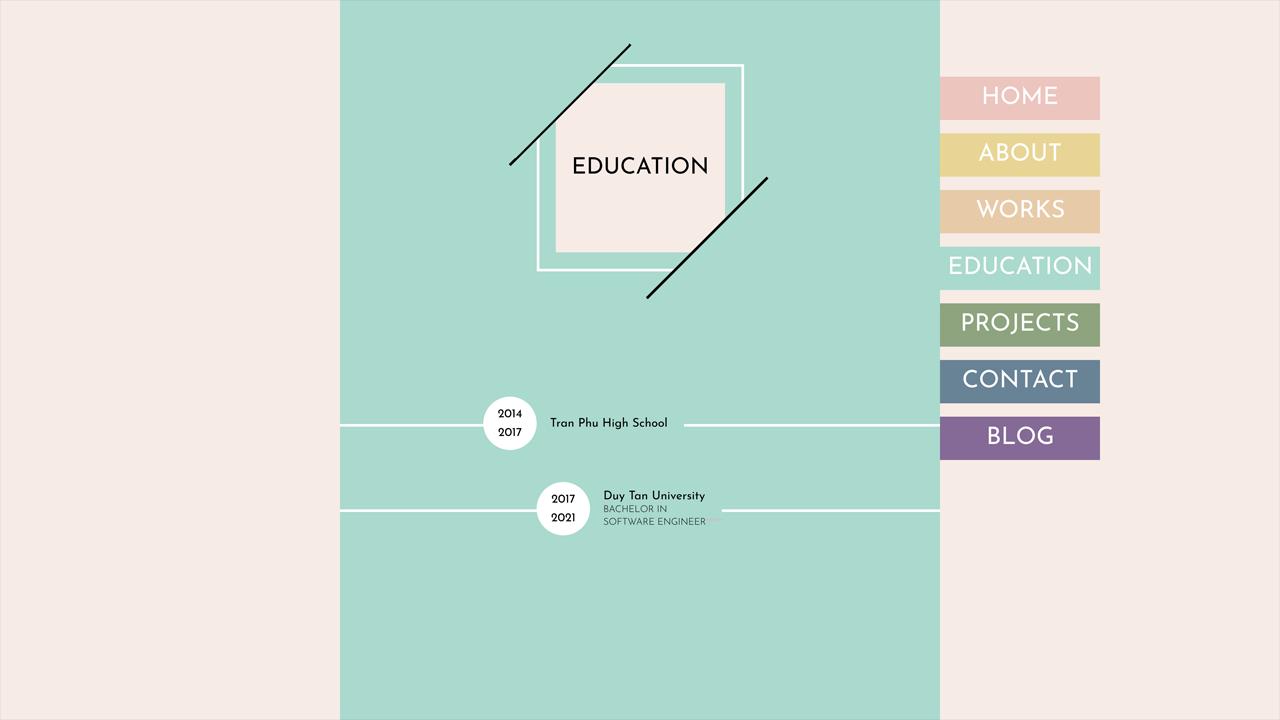 EDUCATION
HOME
ABOUT
WORKS
EDUCATION
PROJECTS
CONTACT
BLOG
2014
2017
Tran Phu High School
2017
2021
Duy Tan University
BACHELOR IN
SOFTWARE ENGINEER